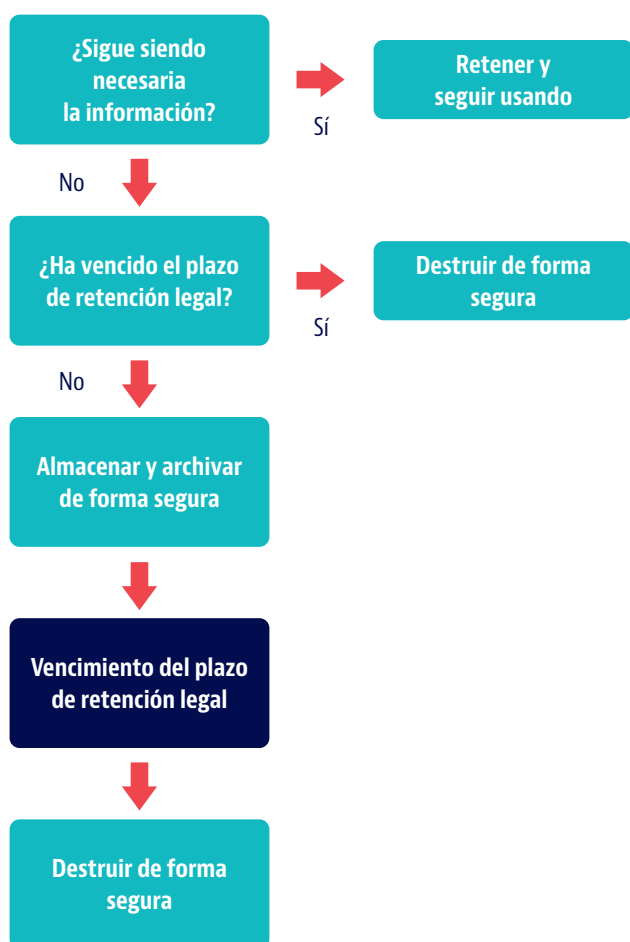 ¿Sigue siendo
necesaria
la información?
Sí
Retener y
seguir usando
No
¿Ha vencido el plazo
de retención legal?
Sí
Destruir de forma
segura
No
Almacenar y archivar
de forma segura
Vencimiento del plazo
de retención legal
Destruir de forma
segura